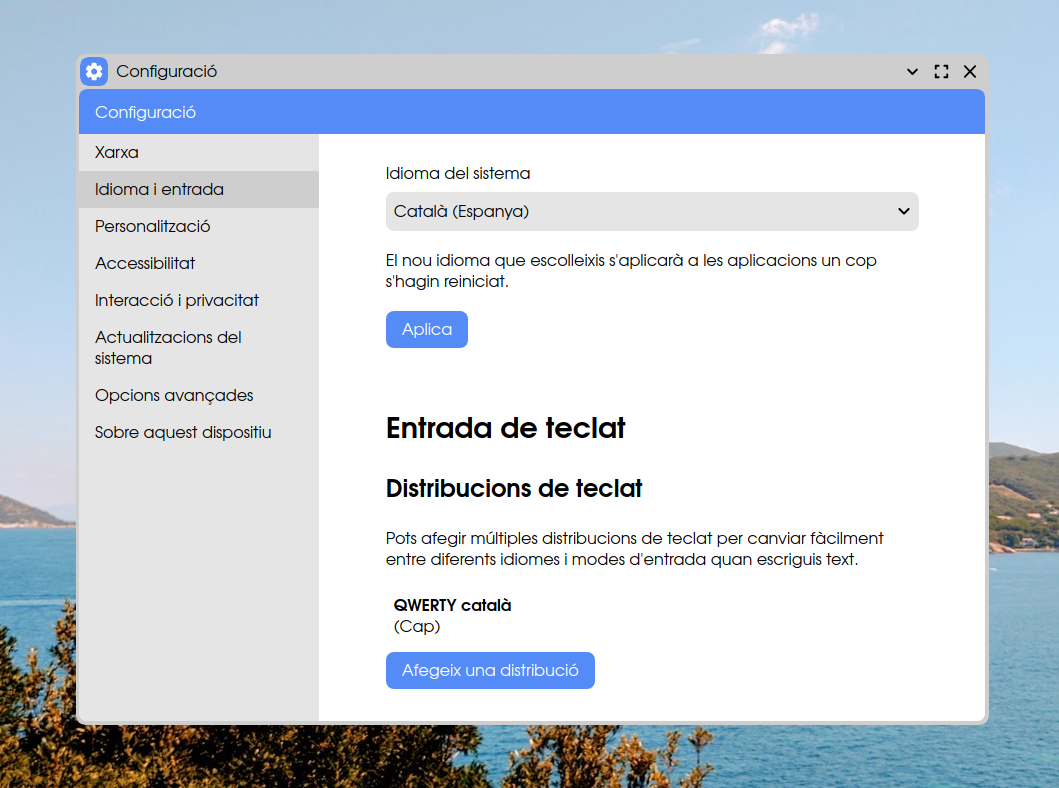 Configuració
Configuració
Xarxa
Idioma i entrada
Personalització
Accessibilitat
Interacció i privacitat
Actualitzacions del
sistema
Opcions avançades
Sobre aquest dispositiu
Idioma del sistema
Català (Espanya)
El nou idioma que escolleixis s'aplicarà a les aplicacions un cop
s'hagin reiniciat.
Aplica
Entrada de teclat
Distribucions de teclat
Pots afegir múltiples distribucions de teclat per canviar fàcilment
entre diferents idiomes i modes d'entrada quan escriguis text.
QWERTY català
(Cap)
Afegeix una distribució